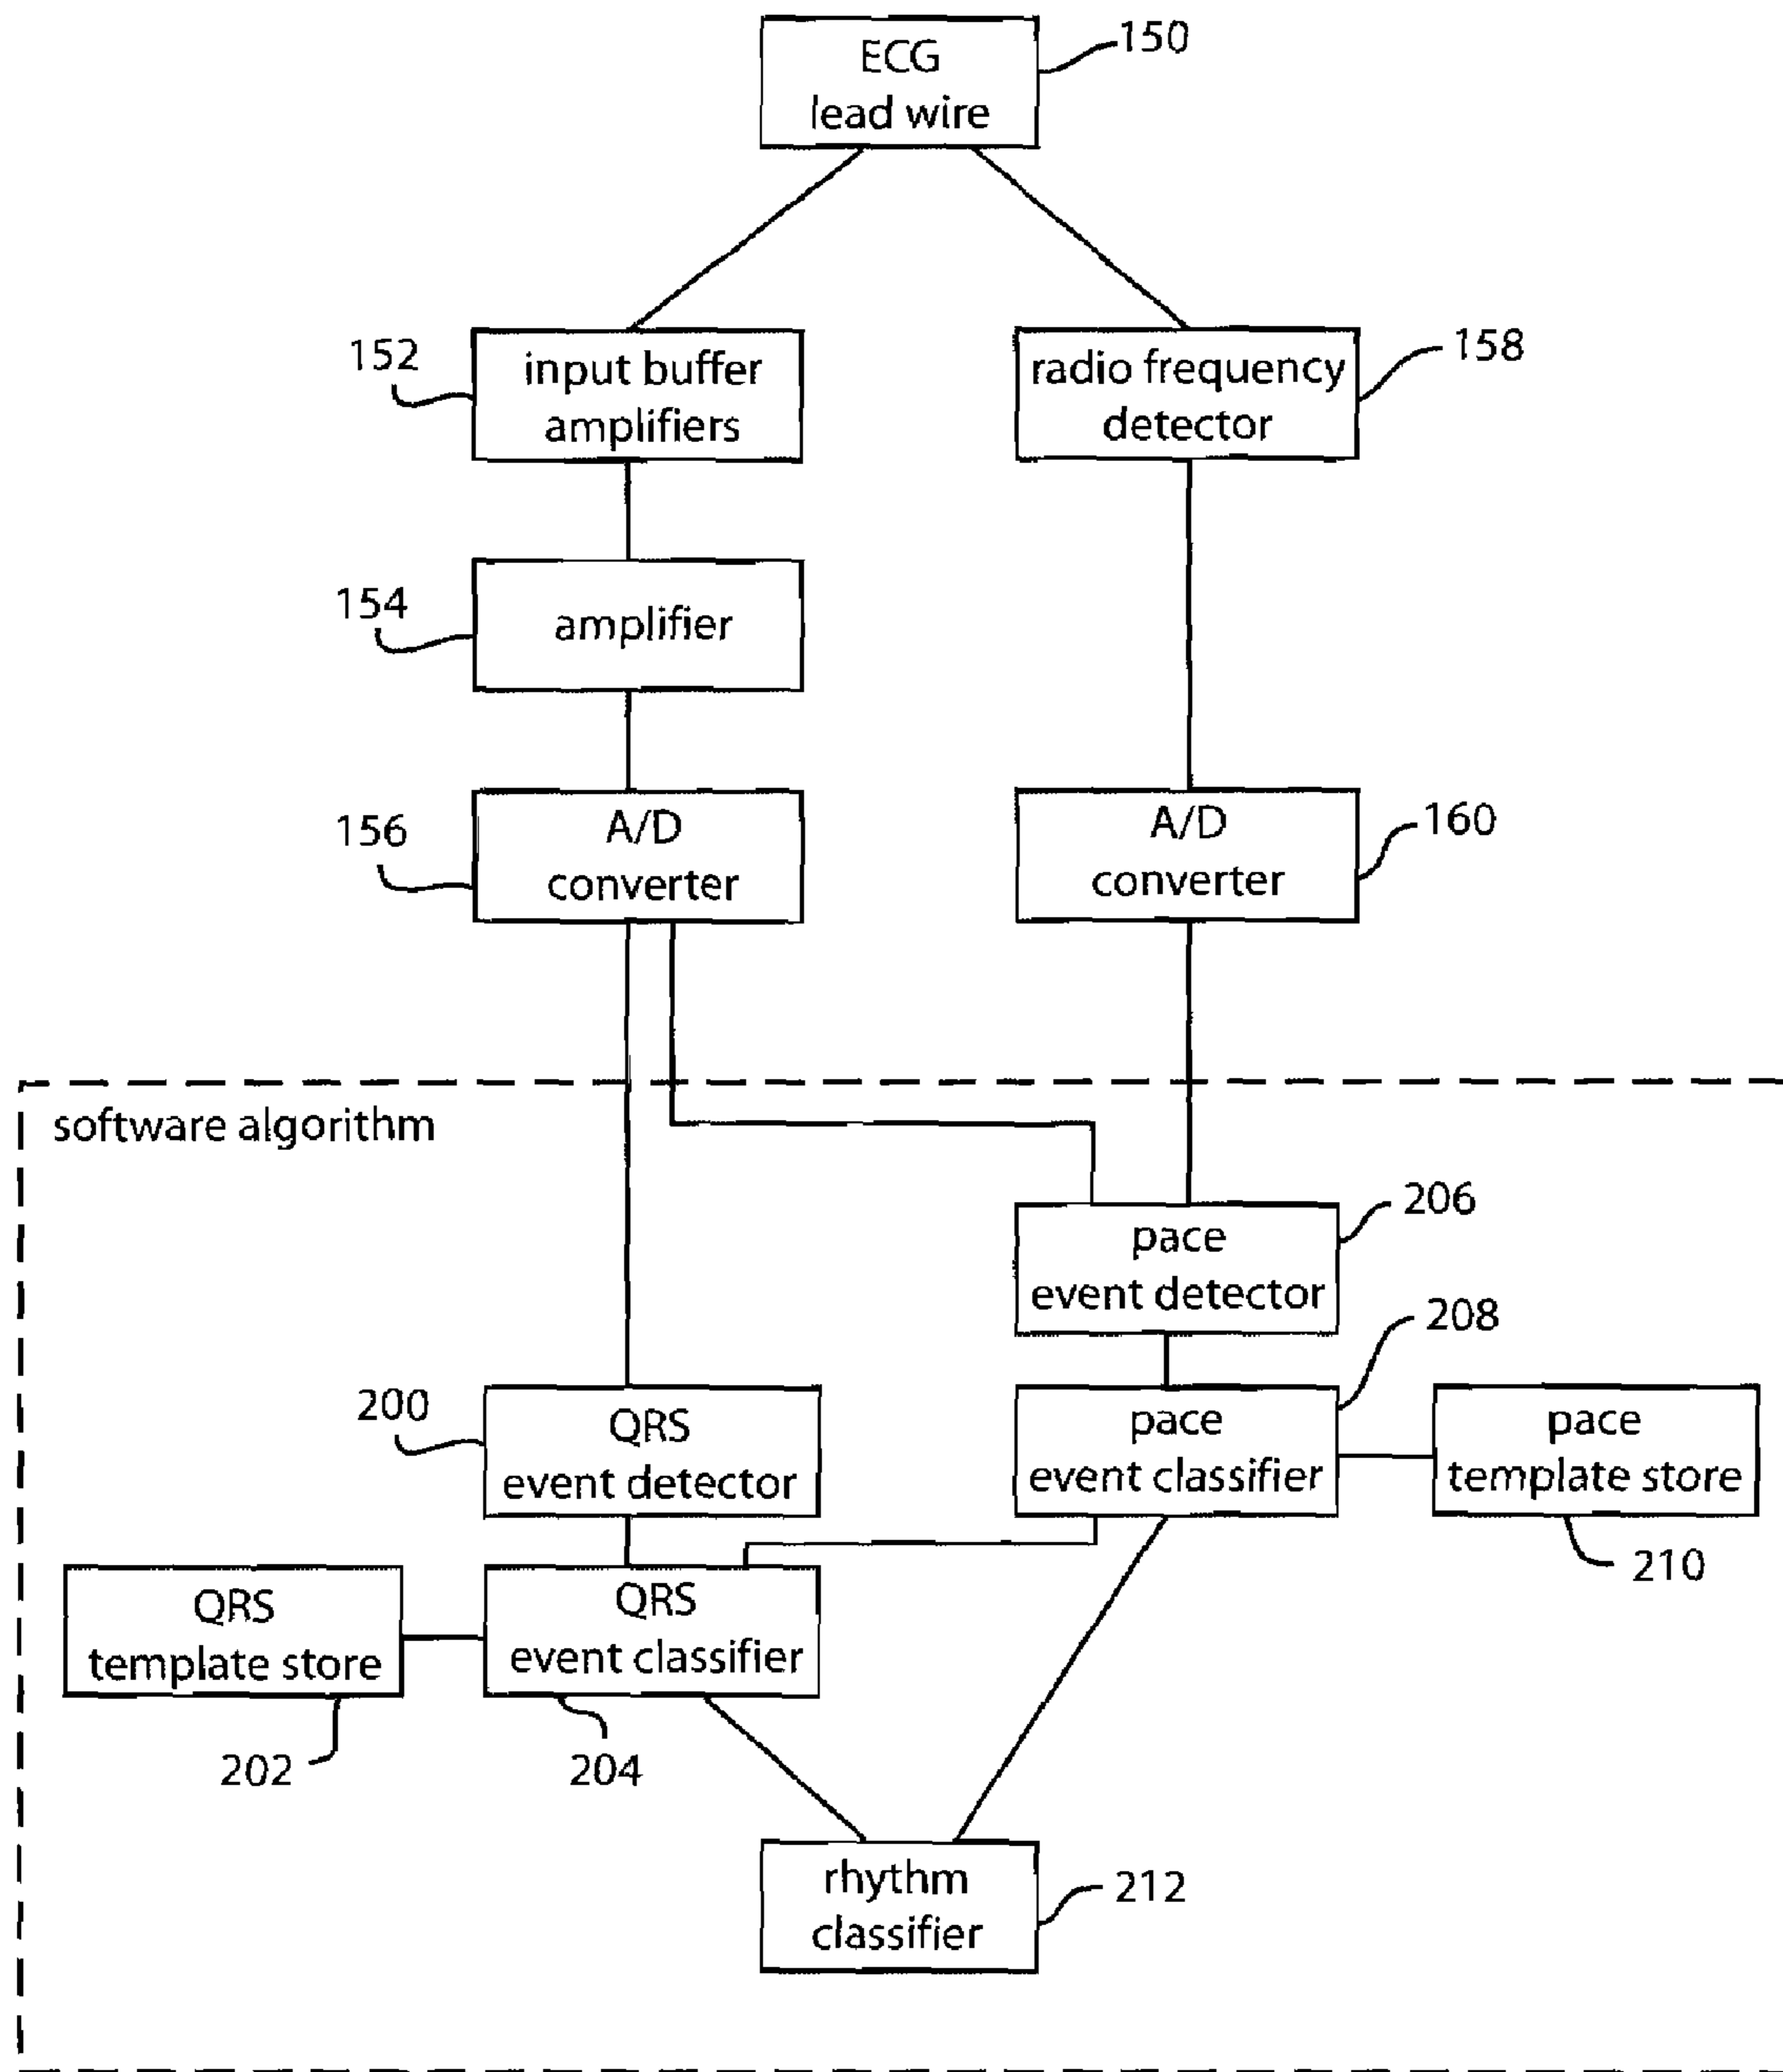 ECG
lead wire
150
152
input buffer
amplifiers
radio frequency
detector
158
154
amplifier
156
A/D
converter
A/D
converter
160
software algorithm
pace
event detector
206
208
200
QRS
event detector
pace
event classifier
pace
template store
210
QRS
template store
QRS
event classifier
202
204
rhythm
classifier
212